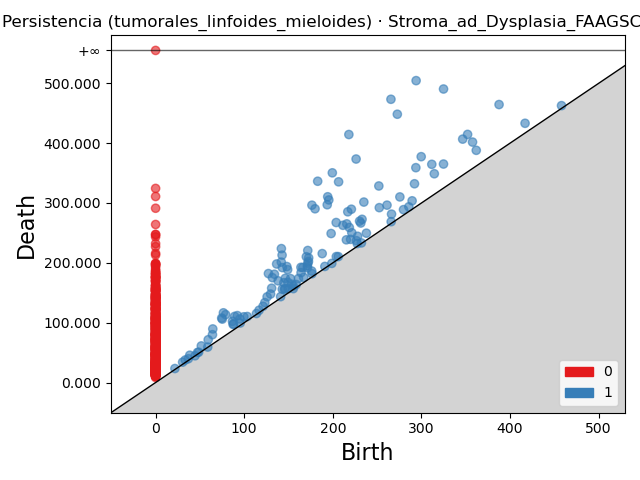 Persistencia (tumorales_linfoides_mieloides) · Stroma_ad_Dysplasia_FAAGSC
+∞
500.000
400.000
300.000
200.000
100.000
0.000
Death
0
1
0 100 200 300 400 500
Birth